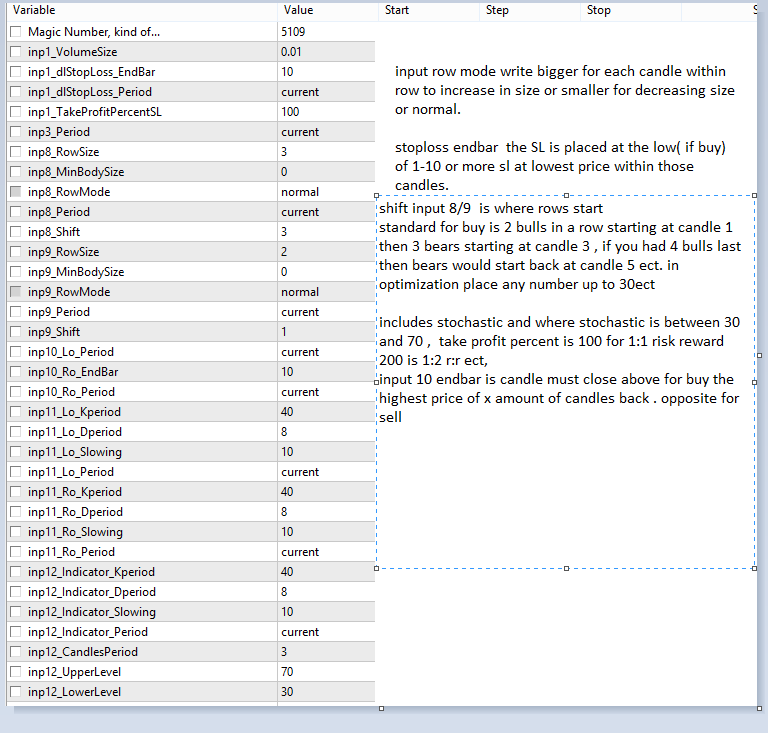 Variable Value Start Step Stop S
Magic Number, kind of... 5109
inp1_VolumeSize 0.01
inp1_dlStopLoss_EndBar 10
inp1_dlStopLoss_Period current
inp1_TakeProfitPercentSL 100
inp3_Period current
inp8_RowSize 3
inp8_MinBodySize 0
inp8_RowMode normal
inp8_Period current
inp8_Shift 3
inp9_RowSize 2
inp9_MinBodySize 0
inp9_RowMode normal
inp9_Period current
inp9_Shift 1
inp10_Lo_Period current
inp10_Ro_EndBar 10
inp10_Ro_Period current
inp11_Lo_Kperiod 40
inp11_Lo_Dperiod 8
inp11_Lo_Slowing 10
inp11_Lo_Period current
inp11_Ro_Kperiod 40
inp11_Ro_Dperiod 8
inp11_Ro_Slowing 10
inp11_Ro_Period current
inp12_Indicator_Kperiod 40
inp12_Indicator_Dperiod 8
inp12_Indicator_Slowing 10
inp12_Indicator_Period current
inp12_CandlesPeriod 3
inp12_UpperLevel 70
inp12_LowerLevel 30
input row mode write bigger for each candle within
row to increase in size or smaller for decreasing size
or normal.
stoploss endbar the SL is placed at the low( if buy)
of 1-10 or more sl at lowest price within those
candles.
shift input 8/9 is where rows start
standard for buy is 2 bulls in a row starting at candle 1
then 3 bears starting at candle 3 , if you had 4 bulls last
then bears would start back at candle 5 ect. in
optimization place any number up to 30ect
includes stochastic and where stochastic is between 30
and 70 , take profit percent is 100 for 1:1 risk reward
200 is 1:2 r:r ect,
input 10 endbar is candle must close above for buy the
highest price of x amount of candles back . opposite for
sell